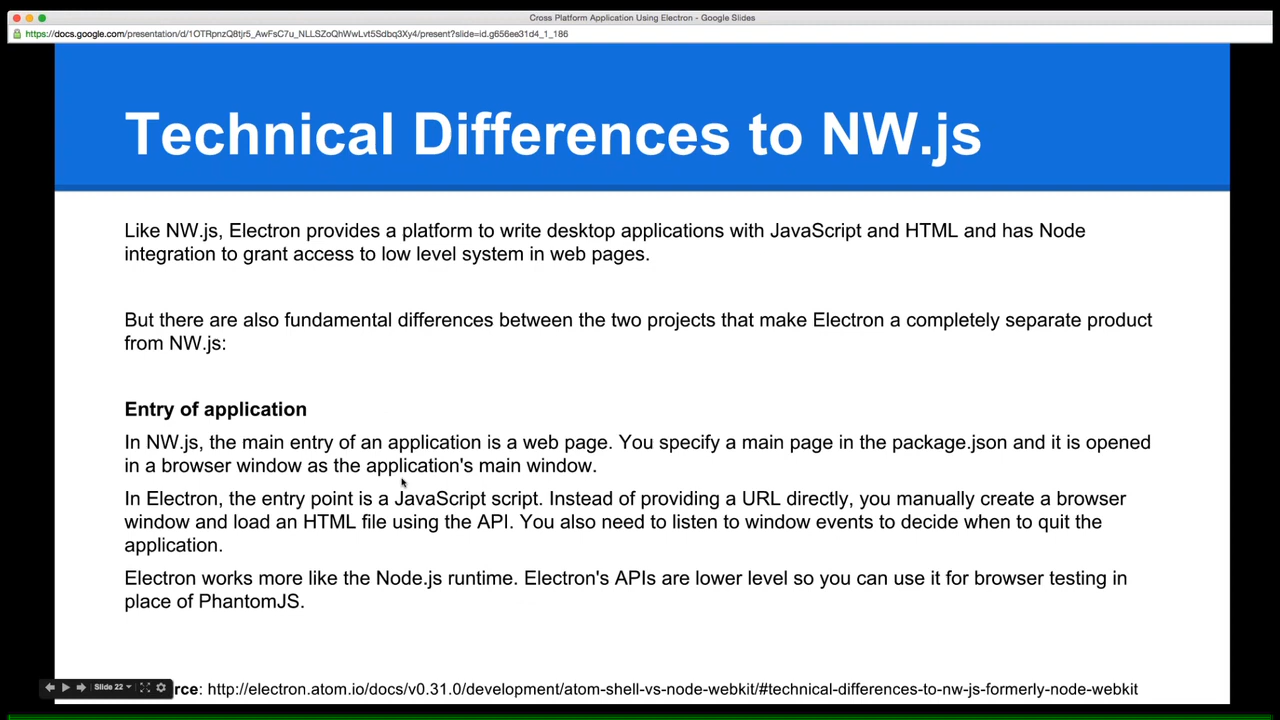 Cross Platform Application Using Electron - Google Slides
https://docs.google.com/presentation/d/1OTRpnzQ8tjr5_AwFsC7u_NLLSZoQhWwLvt5Sdbq3Xy4/present?slide=id.g656ee31d4_1_186
Technical Differences to NW.js
Like NW.js, Electron provides a platform to write desktop applications with JavaScript and HTML and has Node
integration to grant access to low level system in web pages.
But there are also fundamental differences between the two projects that make Electron a completely separate product
from NW.js:
Entry of application
In NW.js, the main entry of an application is a web page. You specify a main page in the package.json and it is opened
in a browser window as the application's main window.
In Electron, the entry point is a JavaScript script. Instead of providing a URL directly, you manually create a browser
window and load an HTML file using the API. You also need to listen to window events to decide when to quit the
application.
Electron works more like the Node.js runtime. Electron's APIs are lower level so you can use it for browser testing in
place of PhantomJS.
Slide 22
rce: http://electron.atom.io/docs/v0.31.0/development/atom-shell-vs-node-webkit/#technical-differences-to-nw-js-formerly-node-webkit